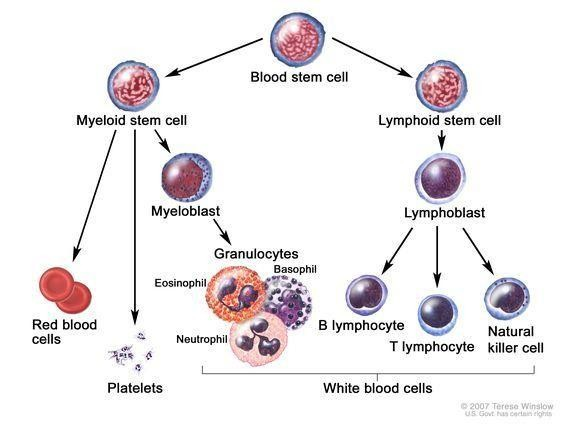 Blood stem cell
Myeloid stem cell
Lymphoid stem cell
Myeloblast
Lymphoblast
Granulocytes
Basophil
Eosinophil
Neutrophil
Red blood
cells
Platelets
B lymphocyte
T lymphocyte
Natural
killer cell
White blood cells
© 2007 Terese Winslow
U.S. Govt. has certain rights